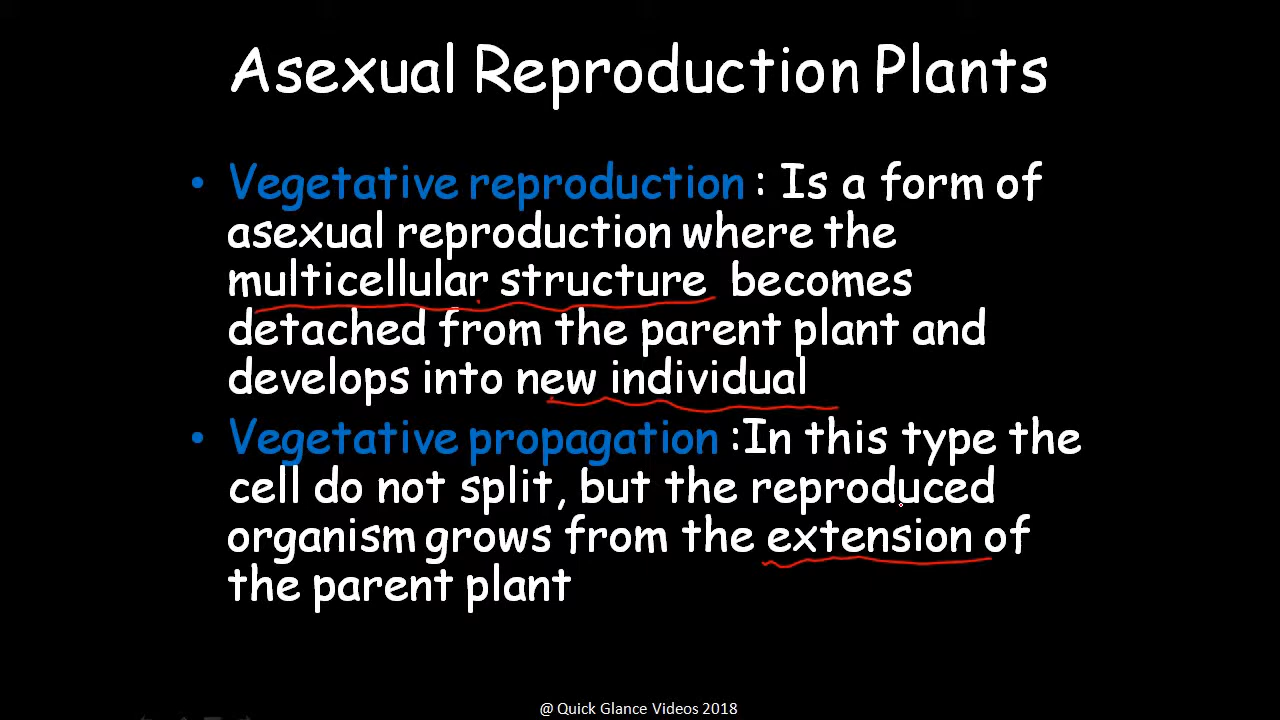 Asexual Reproduction Plants
• Vegetative reproduction : Is a form of
asexual reproduction where the
multicellular structure becomes
detached from the parent plant and
develops into new individual
• Vegetative propagation :In this type the
cell do not split, but the reproduced
organism grows from the extension of
the parent plant
@ Quick Glance Videos 2018